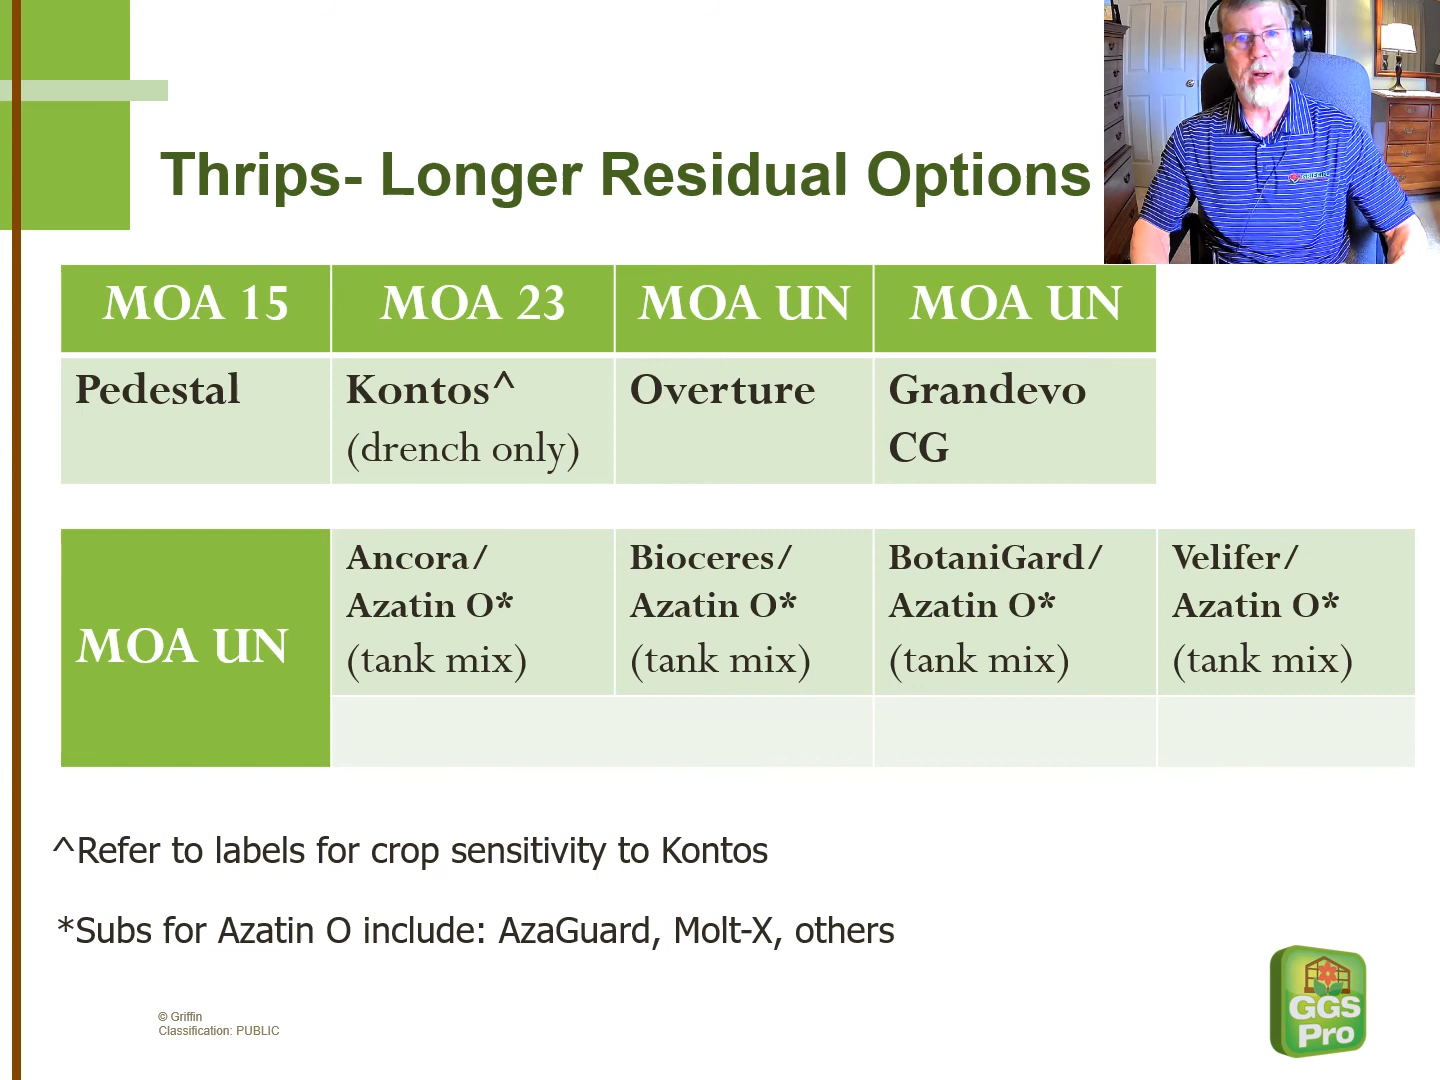 Thrips- Longer Residual Options
MOA 15
MOA 23
MOA UN
MOA UN
Pedestal
Kontos^
(drench only)
Overture
Grandevo
CG
MOA UN
Ancora/
Azatin O*
(tank mix)
Bioceres/
Azatin O*
(tank mix)
BotaniGard/
Azatin O*
(tank mix)
Velifer/
Azatin O*
(tank mix)
^Refer to labels for crop sensitivity to Kontos
*Subs for Azatin O include: AzaGuard, Molt-X, others
© Griffin
Classification: PUBLIC
GGS
Pro